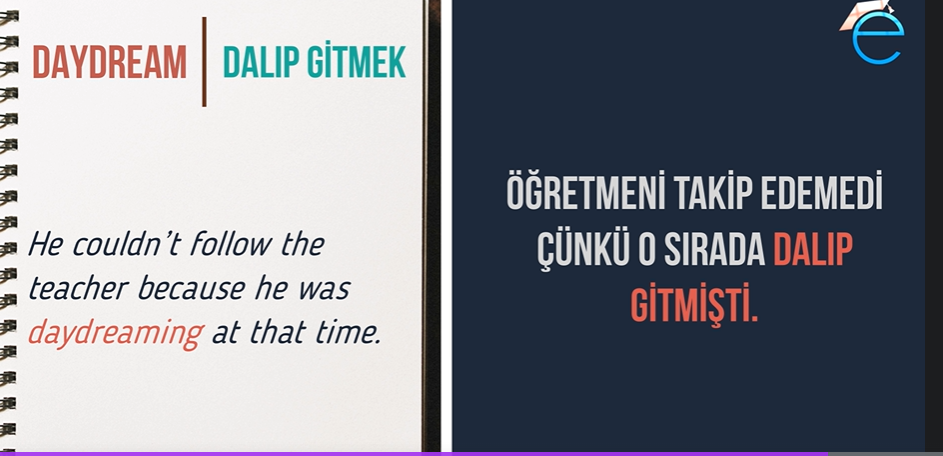 DAYDREAM
DALIP GİTMEK
He couldn't follow the
teacher because he was
daydreaming at that time.
ÖĞRETMENİ TAKİP EDEMEDİ
ÇÜNKÜ O SIRADA DALIP
GİTMİŞTİ.